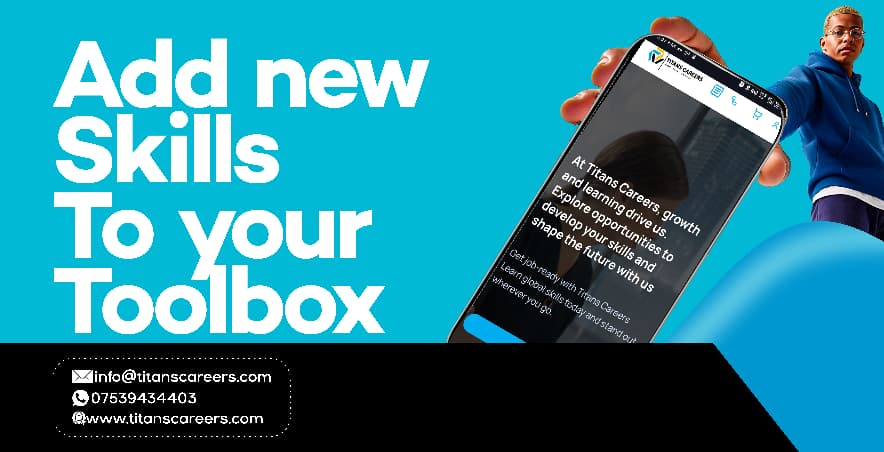 Add new
Skills
To your
Toolbox
TITANS CAREERS
At Titans Careers, growth
and learning drive us.
Explore opportunities to
develop your skills and
shape the future with us
Get job-ready with Titans Careers
Learn global skills today and stand out
wherever you go.
info@titanscareers.com
07539434403
www.titanscareers.com